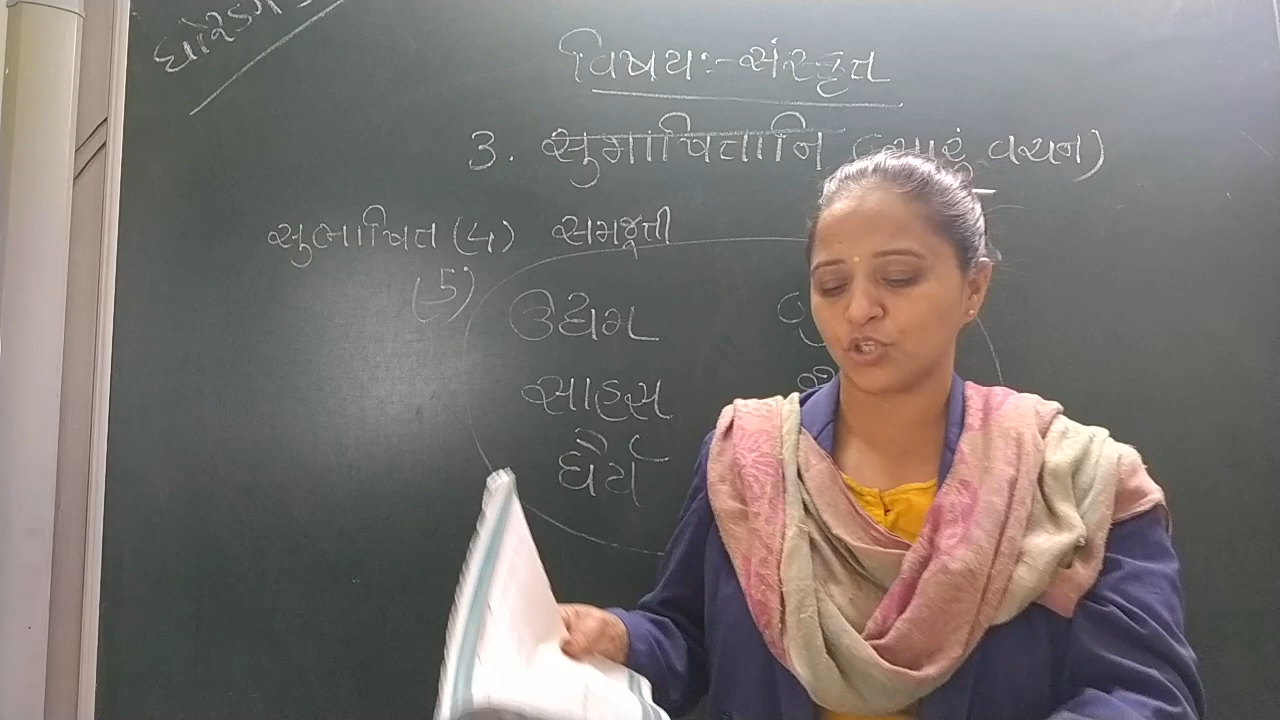 વિષય:-સંસ્કૃત
3. સુભાષિતાનિ વચન)
સુભાષિત (4) સમજૂતી
(5)
ઉદ્યમ
સાહસ
ધૈર્ય